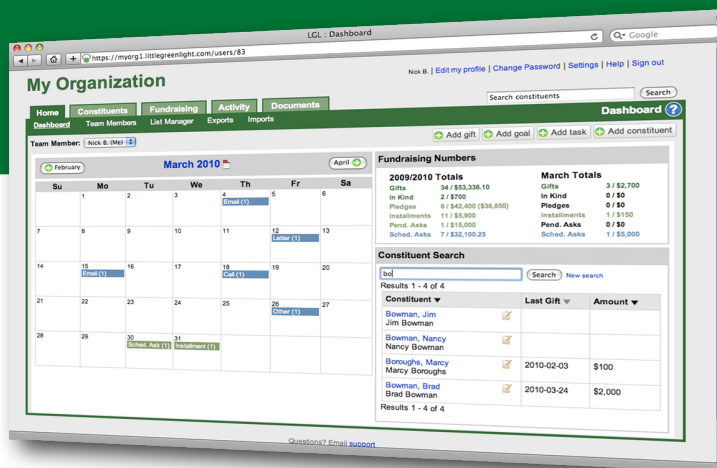 LGL : Dashboard
https://myorg1.littlegreenlight.com/users/83
Google
My Organization
Nick B. | Edit my profile | Change Password | Settings | Help | Sign out
Search constituents
Search
Home Constituents Fundraising Activity Documents
Dashboard ?
Dashboard Team Members List Manager Exports Imports
Team Member: Nick B. (Me)
Add gift Add goal Add task Add constituent
February March 2010 April
Su Mo Tu We Th Fr Sa
1 2 3 4 5 6
Email (1)
7 8 9 10 11 12 13
Letter (1)
14 15 16 17 18 19 20
Email (1) Call (1)
21 22 23 24 25 26 27
Other (1)
28 29 30 31
Sched. Ask (1) Installment (1)
Fundraising Numbers
2009/2010 Totals
Gifts 34 / $53,336.10
In Kind 2 / $700
Pledges 6 / $42,400 ($36,850)
Installments 11 / $5,900
Pend. Asks 1 / $15,000
Sched. Asks 7 / $32,100.25
March Totals
Gifts 3 / $2,700
In Kind 0 / $0
Pledges 0 / $0
Installments 1 / $150
Pend. Asks 0 / $0
Sched. Asks 1 / $5,000
Constituent Search
bo
Search New search
Results 1 - 4 of 4
Constituent Last Gift Amount
Bowman, Jim
Jim Bowman
Bowman, Nancy
Nancy Bowman
Boroughs, Marcy
Marcy Boroughs 2010-02-03 $100
Bowman, Brad
Brad Bowman 2010-03-24 $2,000
Results 1 - 4 of 4
Questions? Email support